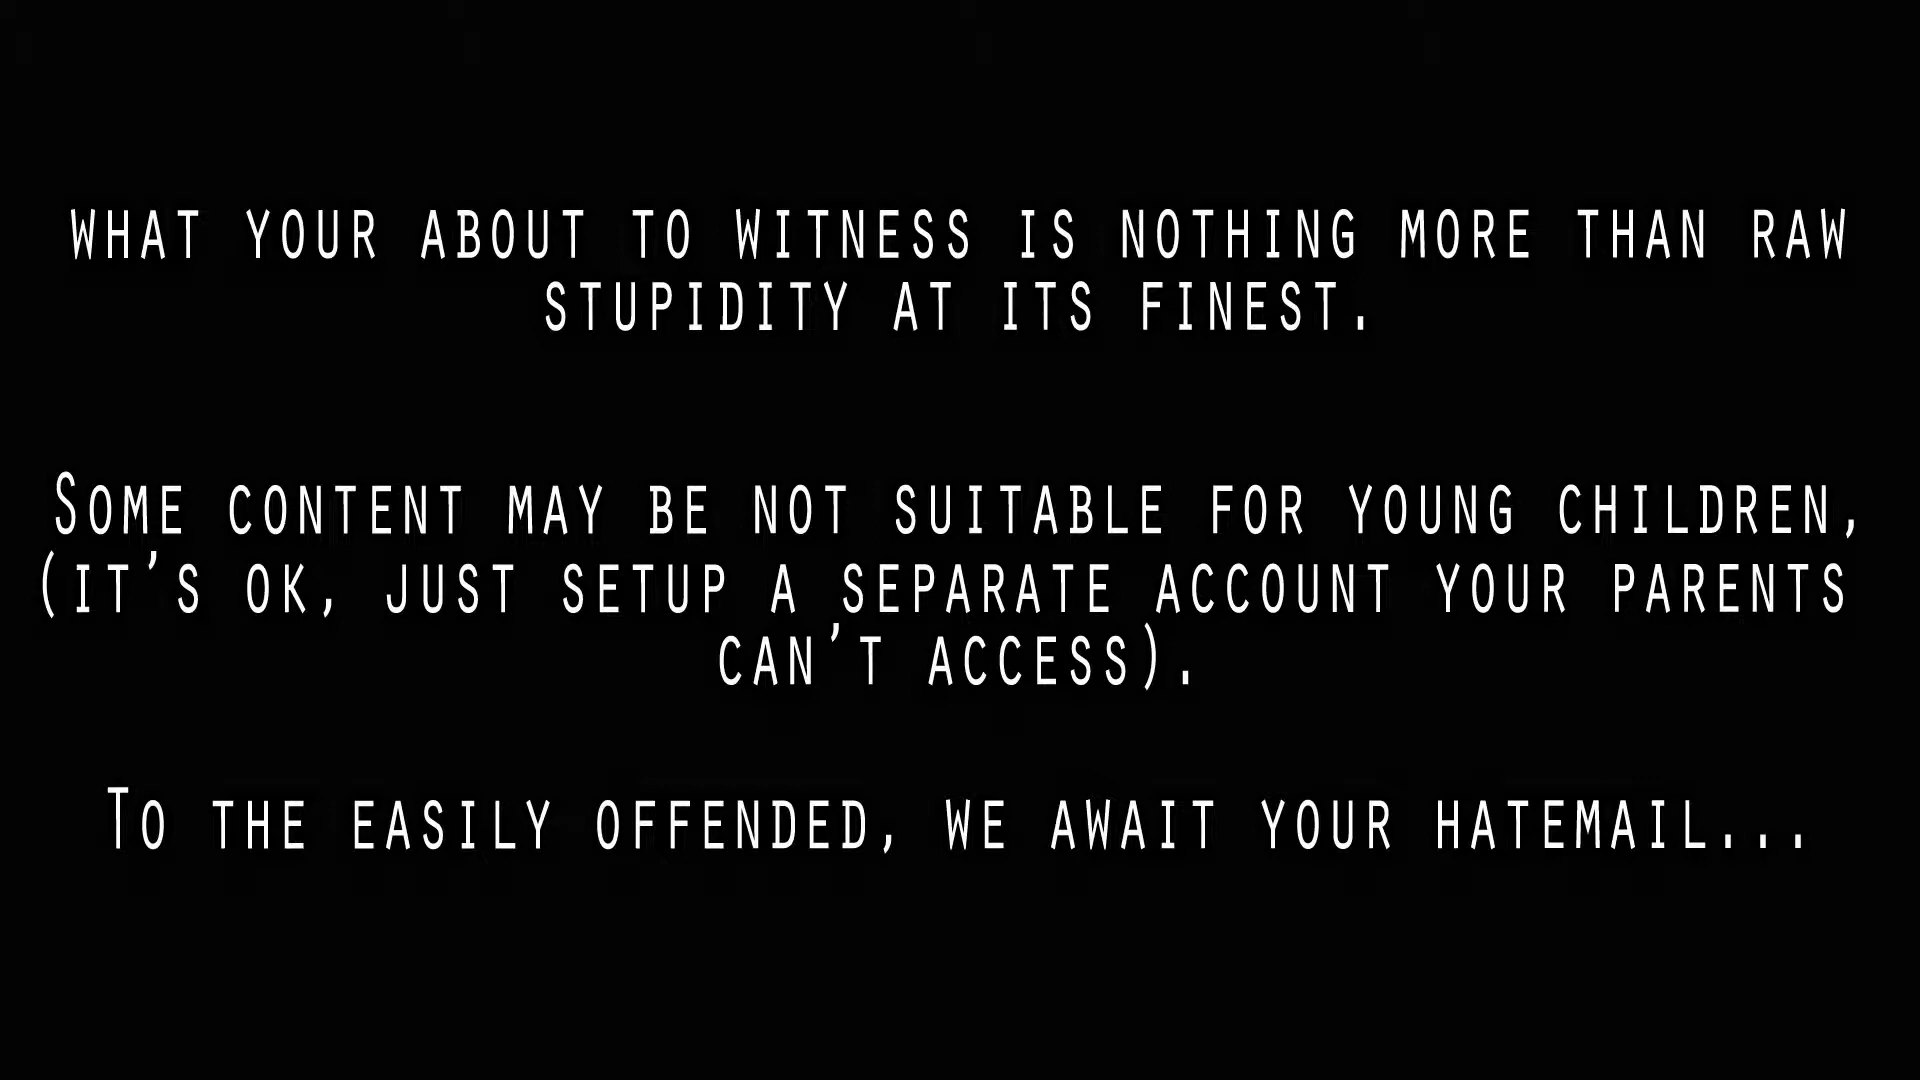 WHAT YOUR ABOUT TO WITNESS IS NOTHING MORE THAN RAW
STUPIDITY AT ITS FINEST.
SOME CONTENT MAY BE NOT SUITABLE FOR YOUNG CHILDREN,
(IT'S OK, JUST SETUP A SEPARATE ACCOUNT YOUR PARENTS
CAN'T ACCESS).
TO THE EASILY OFFENDED, WE AWAIT YOUR HATEMAIL...